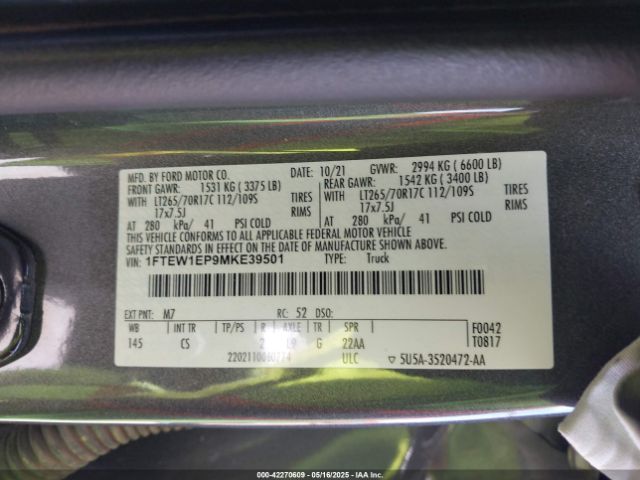 MFD. BY FORD MOTOR CO. 10/21 GVWR: 2994 KG ( 6600 LB)
FRONT GAWR: 1531 KG ( 3375 LB) REAR GAWR: 1542 KG ( 3400 LB)
WITH LT265/70R17C 112/109S TIRES WITH LT265/70R17C 112/109S TIRES
17x7.5J RIMS 17x7.5J RIMS
AT 280 kPa/ 41 PSI COLD AT 280 kPa/ 41 PSI COLD
THIS VEHICLE CONFORMS TO ALL APPLICABLE FEDERAL MOTOR VEHICLE
SAFETY STANDARDS IN EFFECT ON THE DATE OF MANUFACTURE SHOWN ABOVE.
VIN: 1FTEW1EP9MKE39501 TYPE: Truck
EXT PNT: M7 RC: 52 DSO: F0042
WB INT TR TP/PS R AXLE TR SPR T0817
145 CS L9 G 22AA
ULC 5U5A-3520472-AA
000-42270609 - 05/16/2025 - IAAI.COM